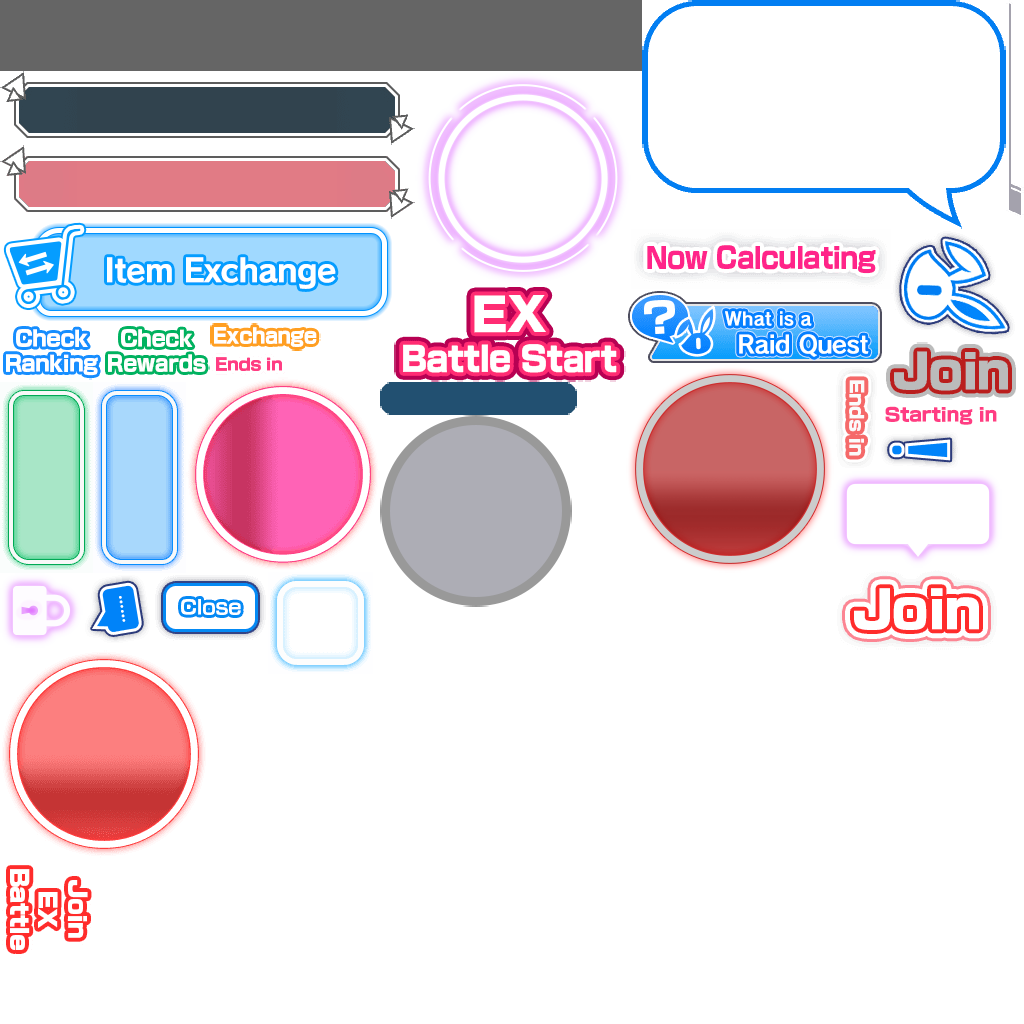 Item Exchange
Now Calculating
EX
Battle Start
What is a
Raid Quest
Check
Ranking
Check
Rewards
Exchange
Ends in
Join
Ends in
Starting in
Close
Join
Join
EX
Battle